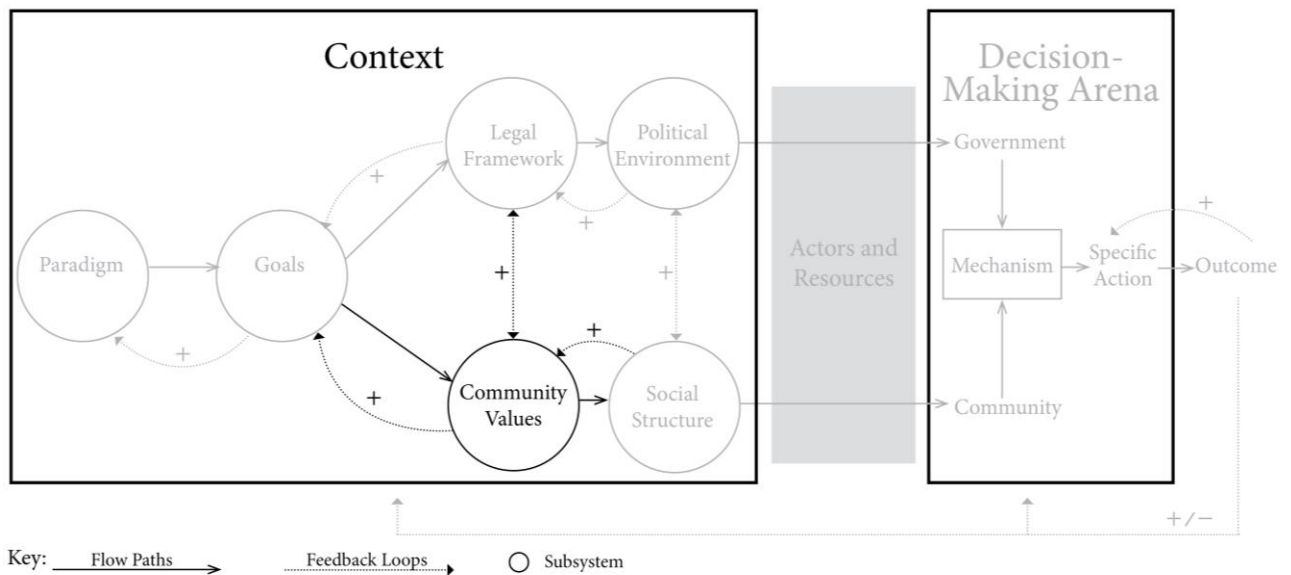 Context
Decision-
Making Arena
Legal
Framework
Political
Environment
Government
+
+
Paradigm
Goals
+
+
Actors and
Resources
Mechanism
Specific
Action
+
Outcome
+
+
+
Community
Values
Social
Structure
Community
+/−
Key:
Flow Paths
Feedback Loops
Subsystem